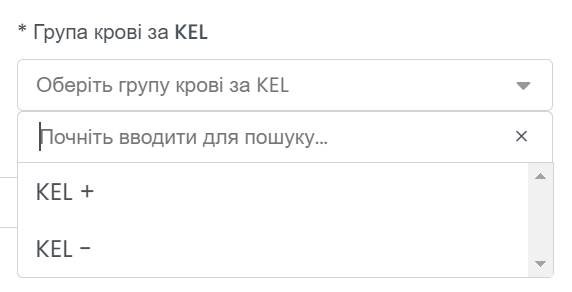 * Група крові за KEL
Оберіть групу крові за KEL
Почніть вводити для пошуку...
KEL +
KEL −